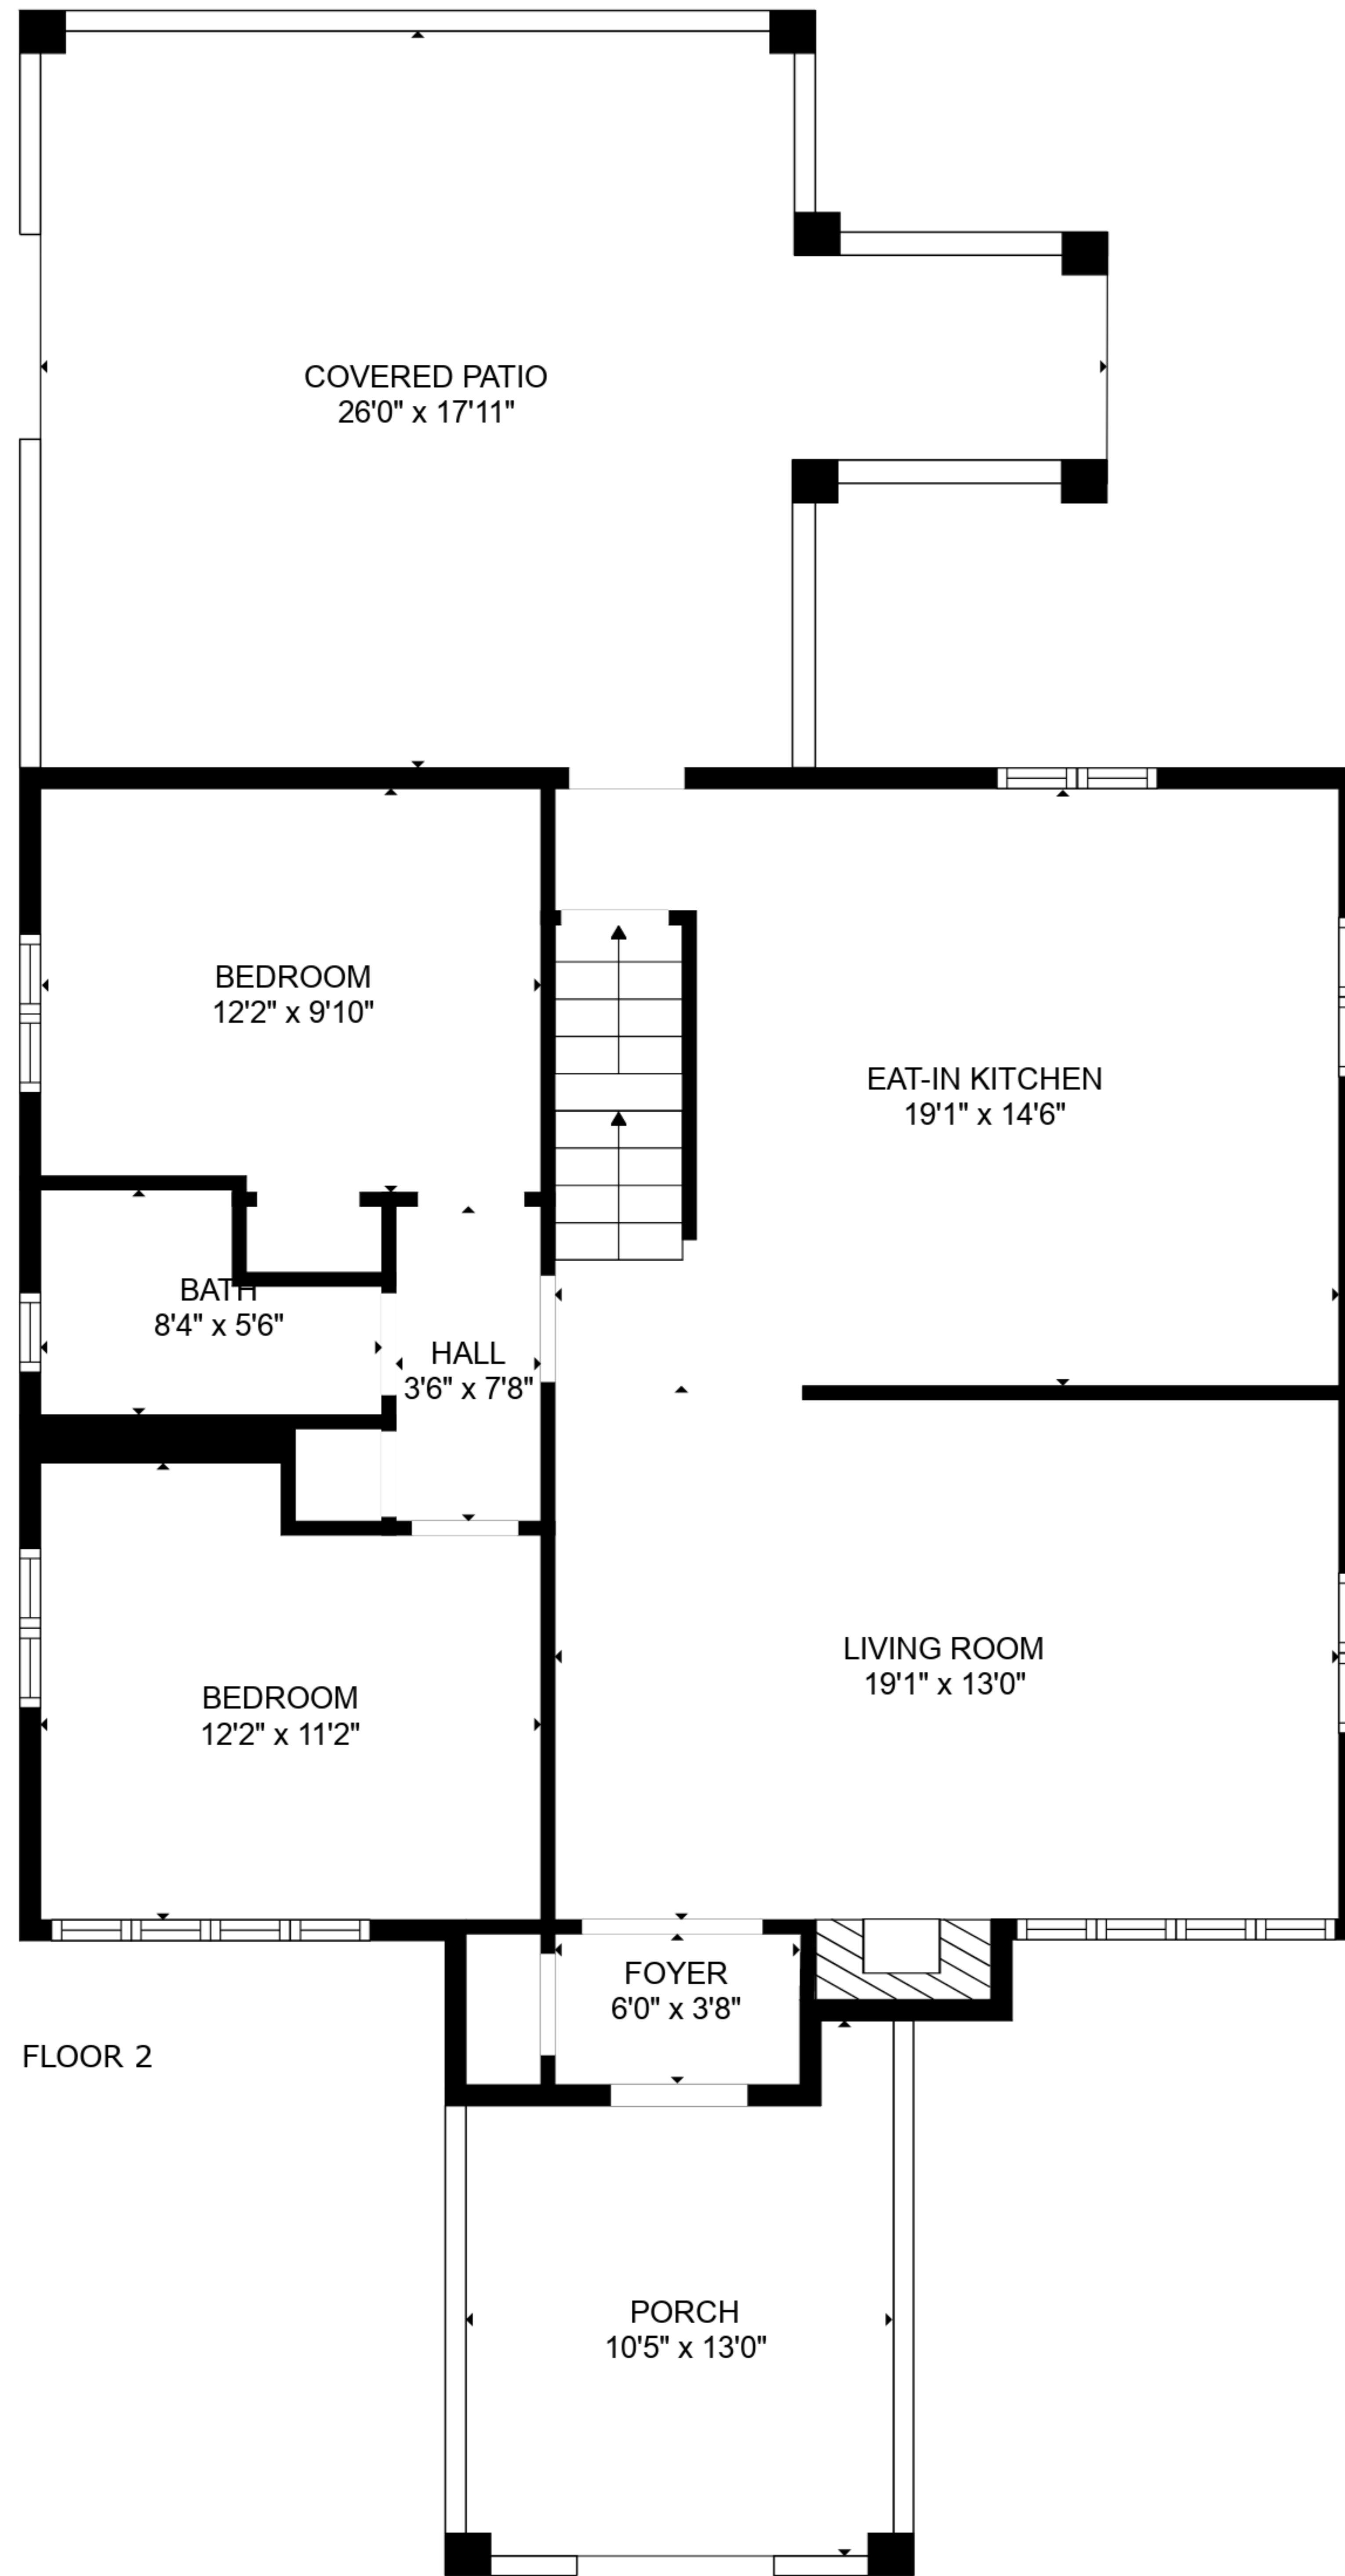 COVERED PATIO
26'0" x 17'11"
BEDROOM
12'2" x 9'10"
EAT-IN KITCHEN
19'1" x 14'6"
BATH
8'4" x 5'6"
HALL
3'6" x 7'8"
LIVING ROOM
19'1" x 13'0"
BEDROOM
12'2" x 11'2"
FOYER
6'0" x 3'8"
FLOOR 2
PORCH
10'5" x 13'0"